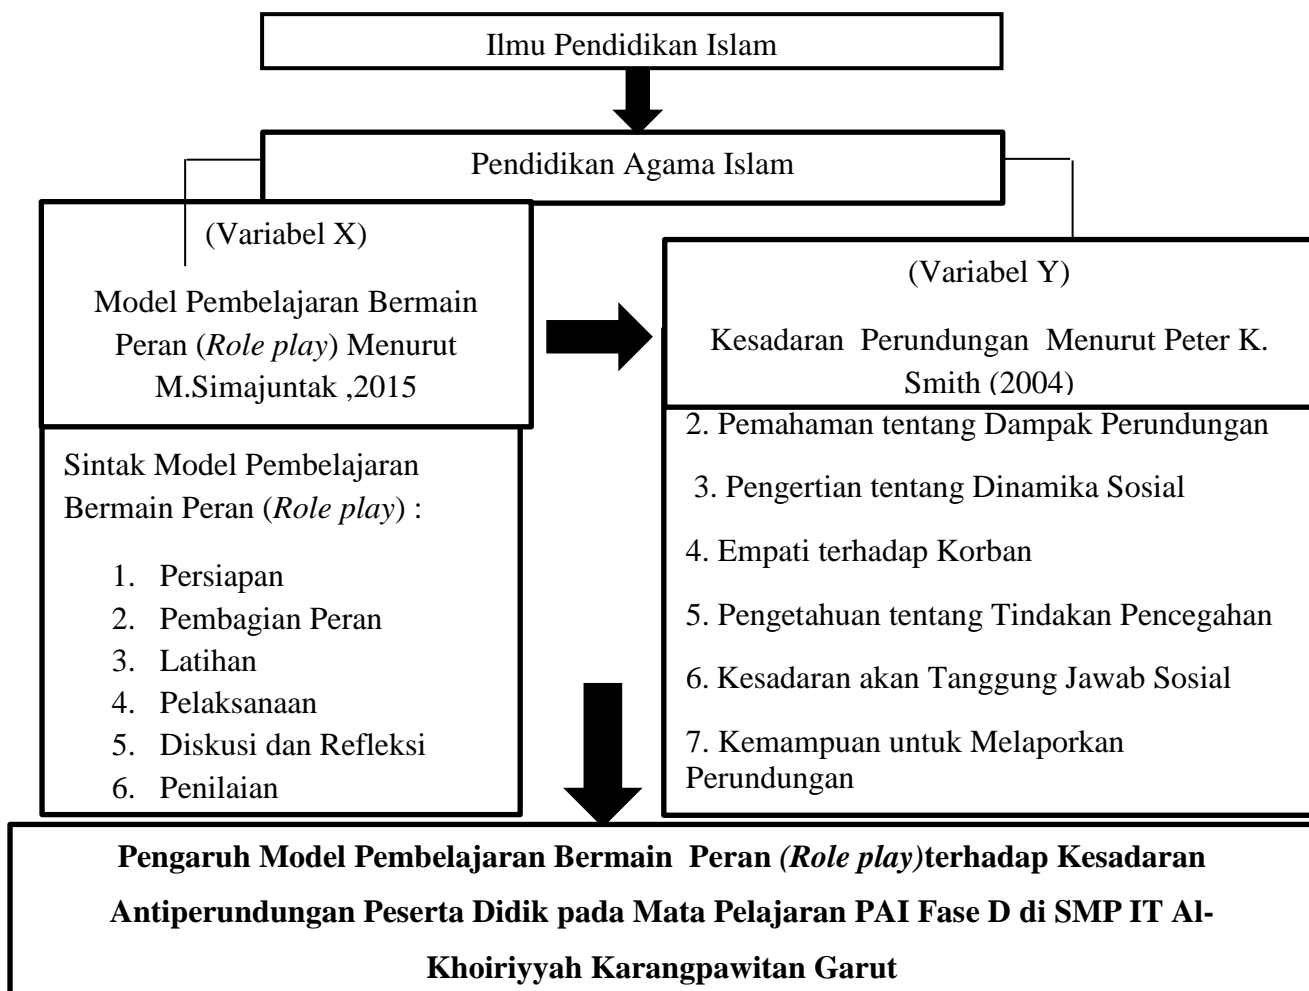 Ilmu Pendidikan Islam
Pendidikan Agama Islam
(Variabel X)
Model Pembelajaran Bermain
Peran (Role play) Menurut
M.Simajuntak ,2015
Sintak Model Pembelajaran
Bermain Peran (Role play) :
1. Persiapan
2. Pembagian Peran
3. Latihan
4. Pelaksanaan
5. Diskusi dan Refleksi
6. Penilaian
(Variabel Y)
Kesadaran Perundungan Menurut Peter K.
Smith (2004)
2. Pemahaman tentang Dampak Perundungan
3. Pengertian tentang Dinamika Sosial
4. Empati terhadap Korban
5. Pengetahuan tentang Tindakan Pencegahan
6. Kesadaran akan Tanggung Jawab Sosial
7. Kemampuan untuk Melaporkan
Perundungan
Pengaruh Model Pembelajaran Bermain Peran (Role play)terhadap Kesadaran
Antiperundungan Peserta Didik pada Mata Pelajaran PAI Fase D di SMP IT Al-
Khoiriyyah Karangpawitan Garut